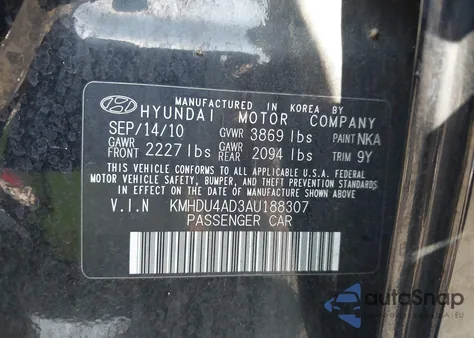 MANUFACTURED IN KOREA BY
HYUNDAI MOTOR COMPANY
SEP/14/10 GVWR 3869 lbs PAINT NKA
GAWR FRONT 2227 lbs GAWR REAR 2094 lbs TRIM 9Y
THIS VEHICLE CONFORMS TO ALL APPLICABLE U.S.A. FEDERAL
MOTOR VEHICLE SAFETY, BUMPER, AND THEFT PREVENTION STANDARDS
IN EFFECT ON THE DATE OF MANUFACTURE SHOWN ABOVE.
V.I.N KMHDU4AD3AU188307
PASSENGER CAR
autoSnap